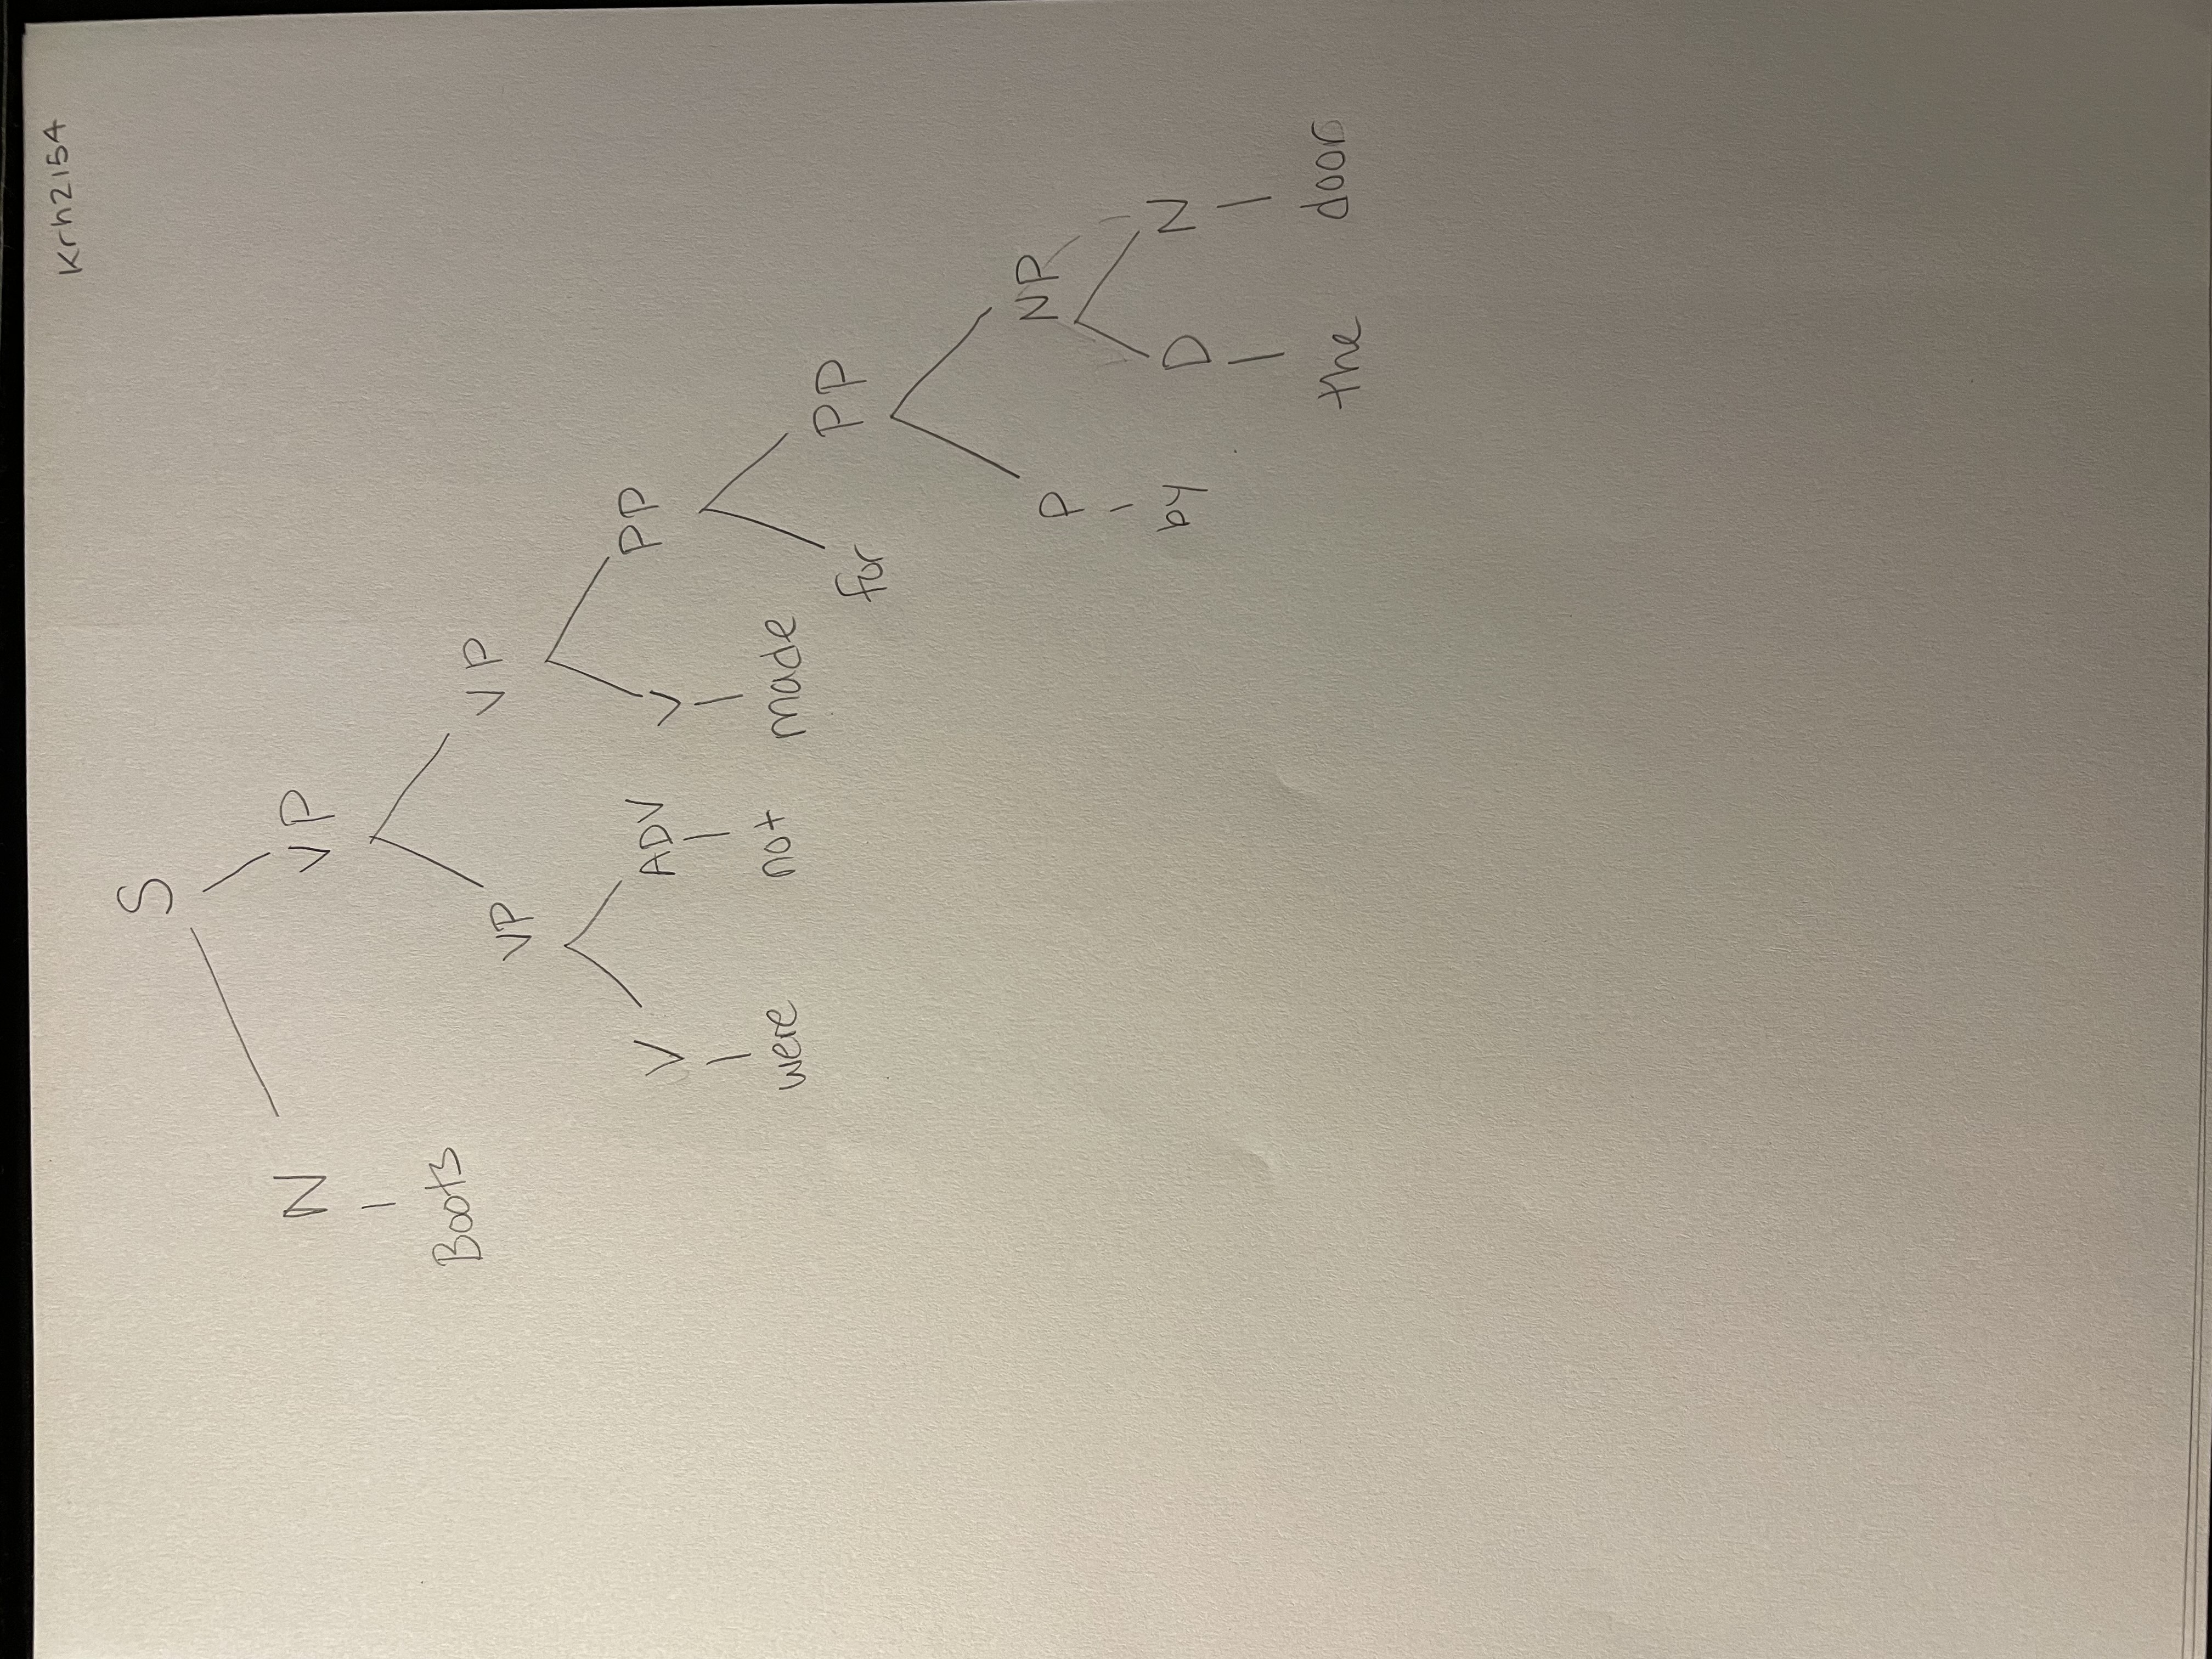 Krh2154
S
N VP
Boots
VP VP
V ADV V PP
were not made
for PP
P NP
by D N
the door